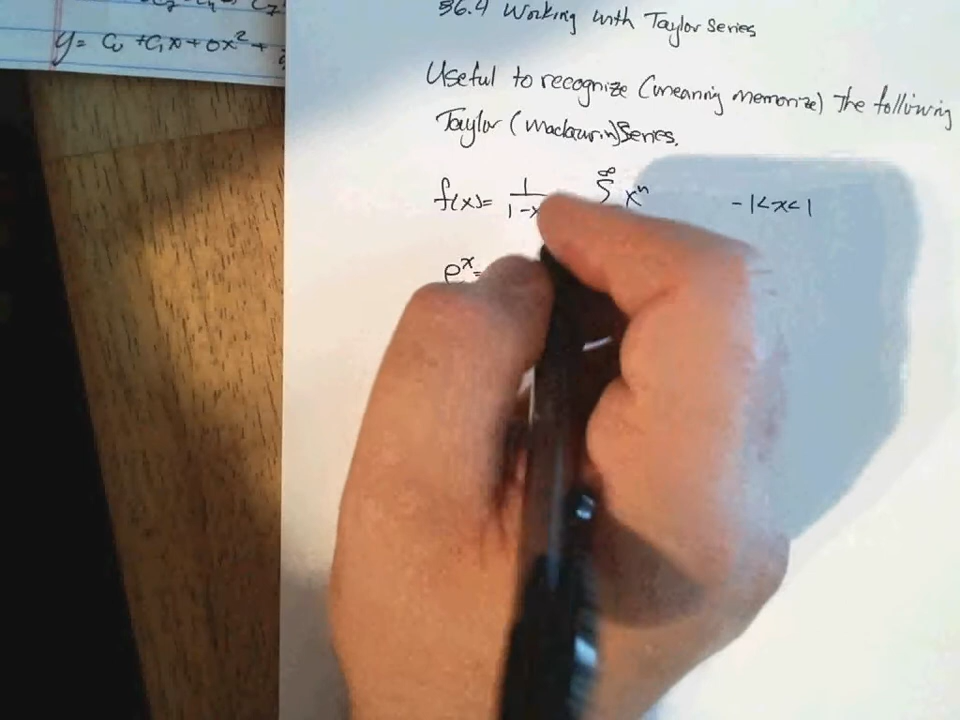 y= C₀ +C₁x+0x²+
§6.4 Working with Taylor Series
Useful to recognize (meaning memorize) the following
Taylor (Maclaurin) Series.
f(x)= 1/1-x ∞ Σ xⁿ -1<x<1
eˣ=